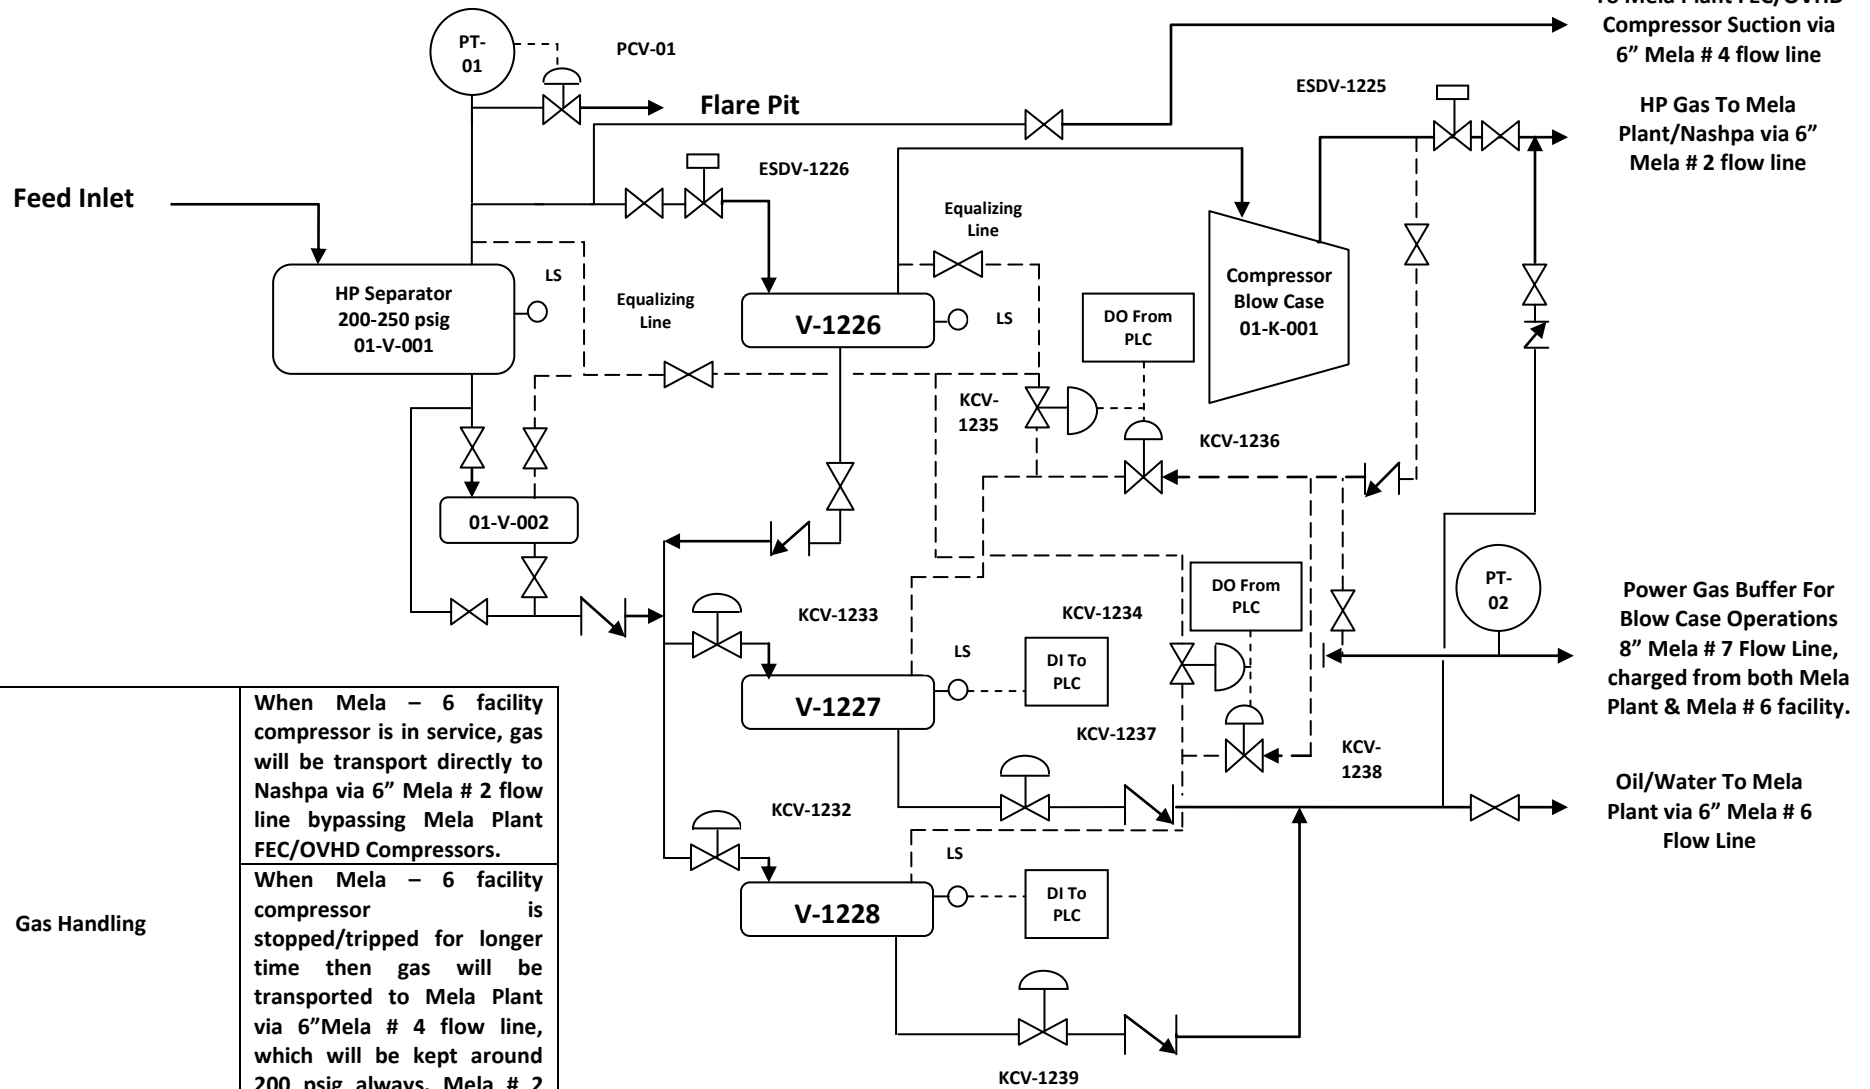 To Mela Plant FEC/OVHD
Compressor Suction via
6” Mela # 4 flow line
PT-
01
PCV-01
Flare Pit
ESDV-1225
HP Gas To Mela
Plant/Nashpa via 6”
Mela # 2 flow line
ESDV-1226
Feed Inlet
Equalizing
Line
LS
HP Separator
200-250 psig
01-V-001
Equalizing
Line
V-1226
LS
DO From
PLC
Compressor
Blow Case
01-K-001
KCV-
1235
KCV-1236
01-V-002
PT-
02
DO From
PLC
KCV-1233
KCV-1234
Power Gas Buffer For
Blow Case Operations
8” Mela # 7 Flow Line,
charged from both Mela
Plant & Mela # 6 facility.
LS
DI To
PLC
V-1227
KCV-1237
KCV-
1238
KCV-1232
Oil/Water To Mela
Plant via 6” Mela # 6
Flow Line
LS
DI To
PLC
V-1228
KCV-1239
Gas Handling
When Mela – 6 facility
compressor is in service, gas
will be transport directly to
Nashpa via 6” Mela # 2 flow
line bypassing Mela Plant
FEC/OVHD Compressors.
When Mela – 6 facility
compressor is
stopped/tripped for longer
time then gas will be
transported to Mela Plant
via 6”Mela # 4 flow line,
which will be kept around
200 psig always. Mela # 2